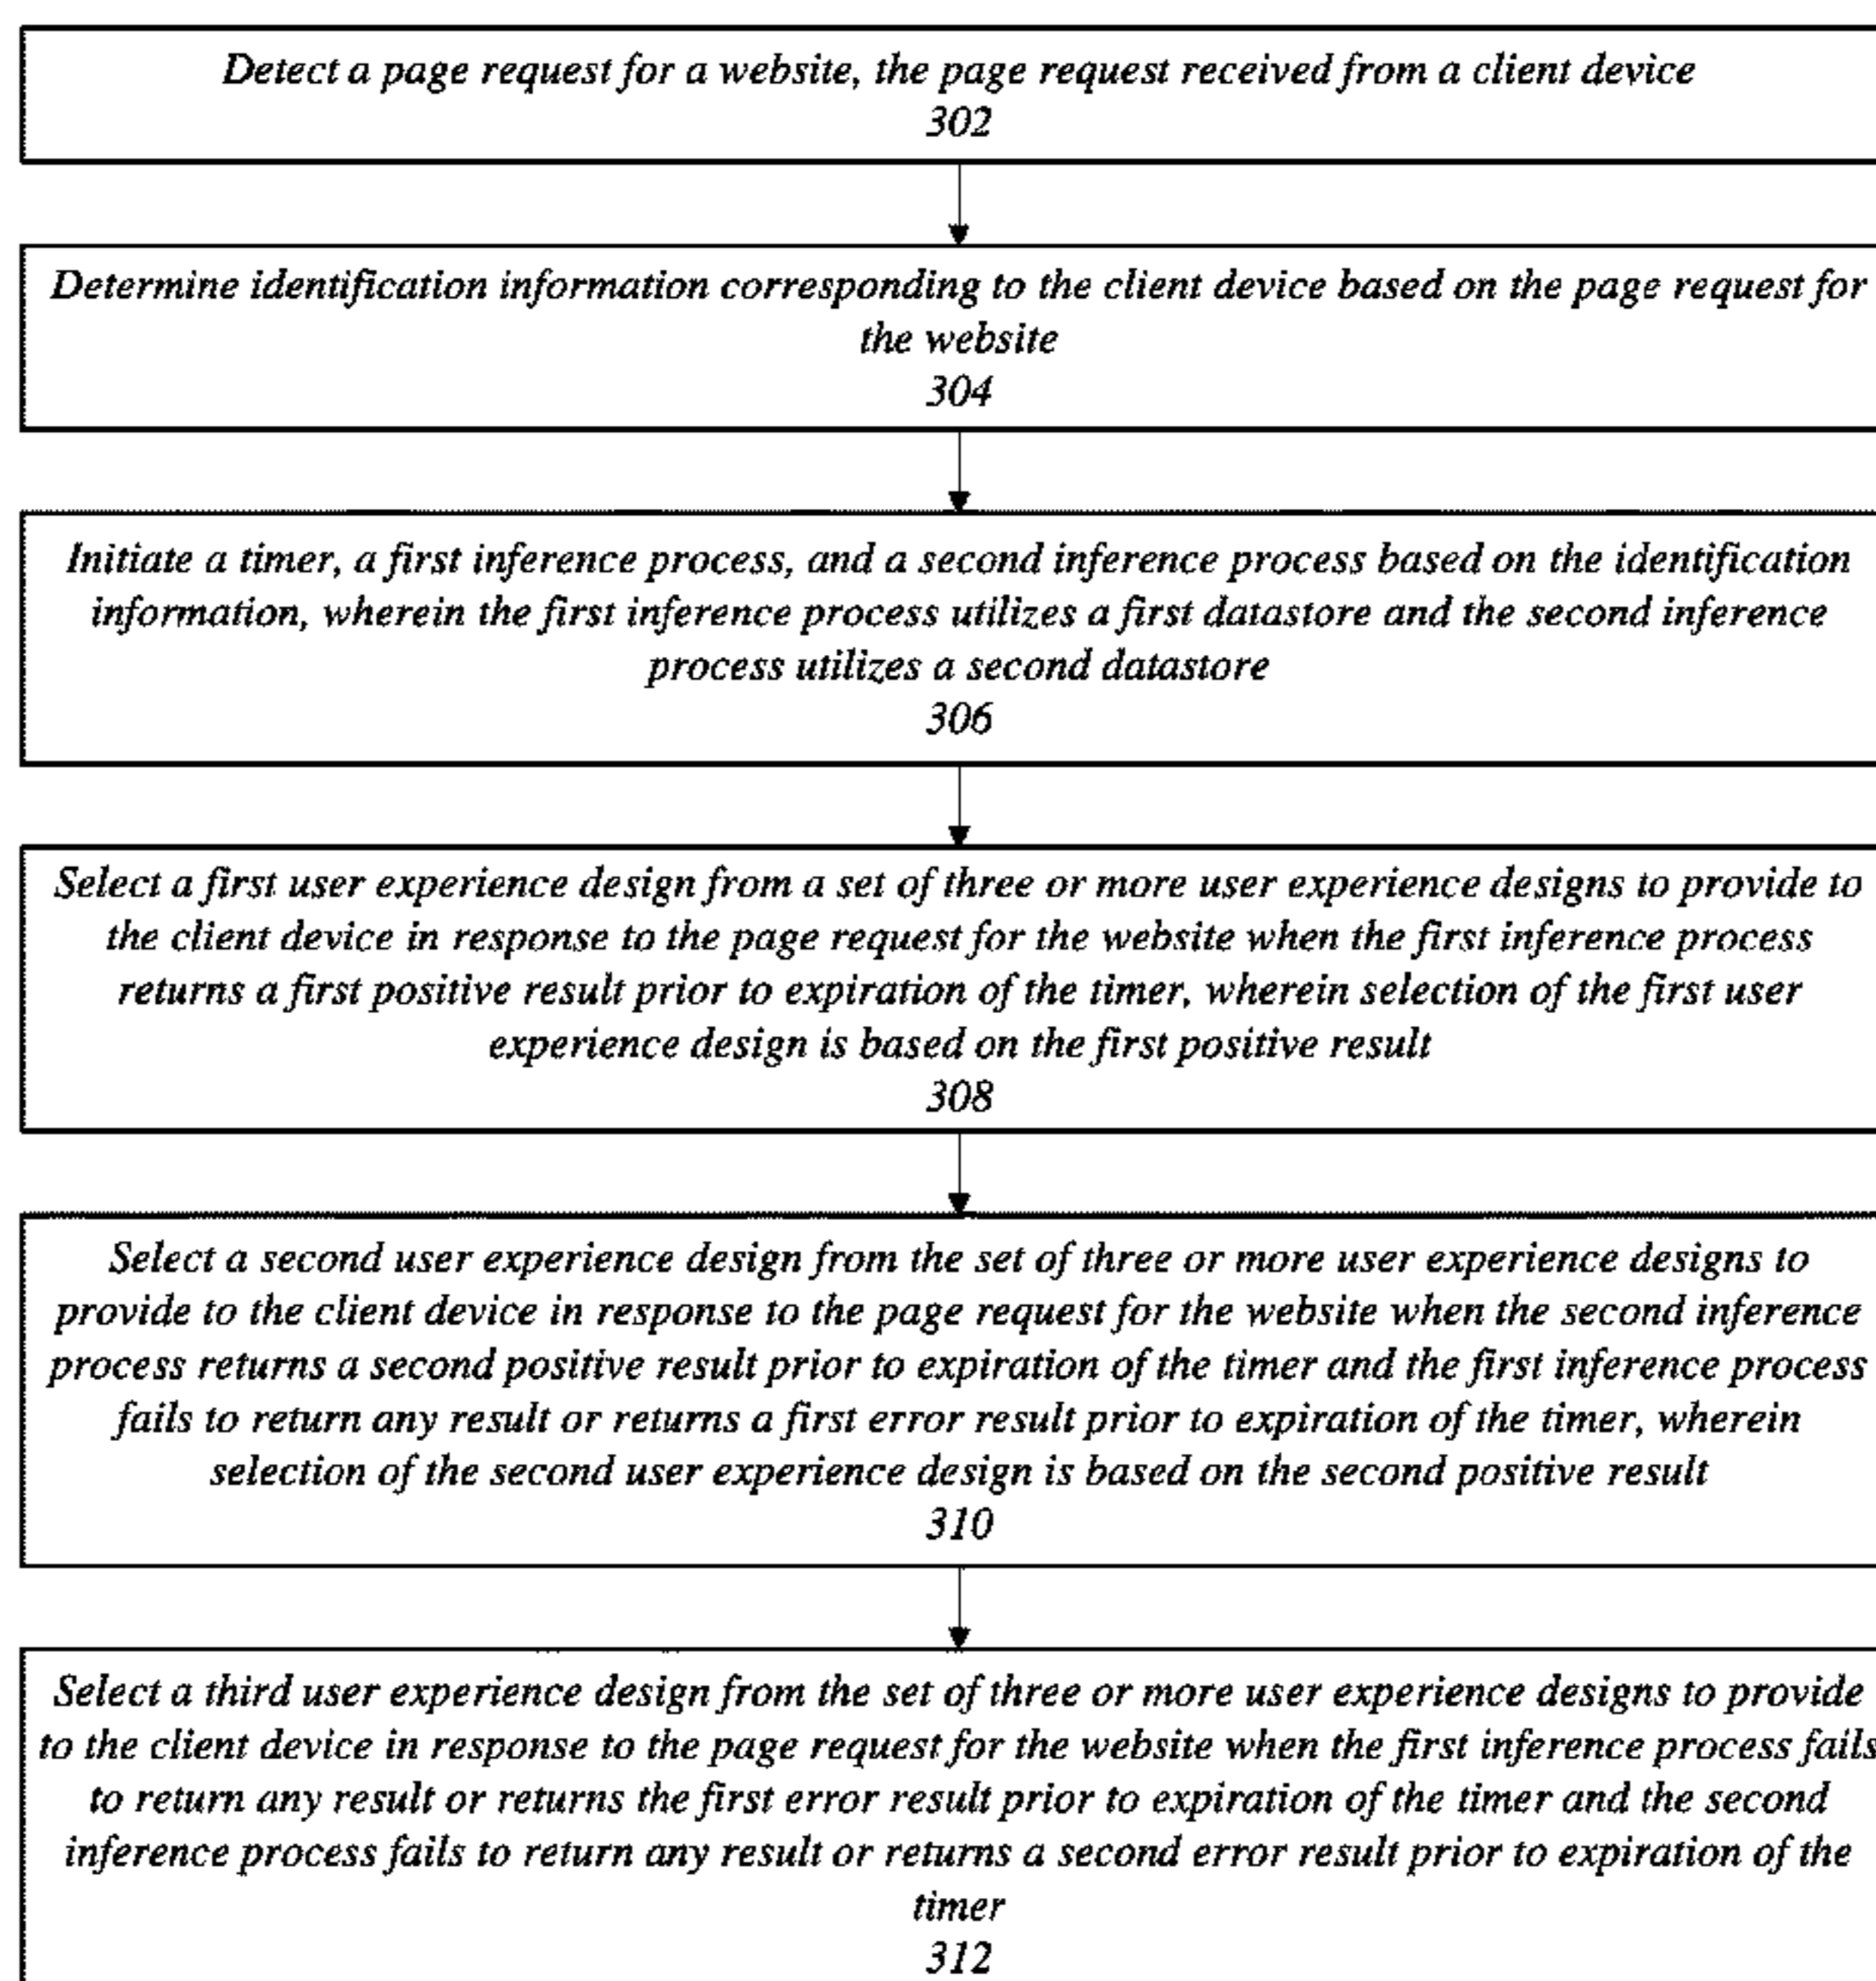 Detect a page request for a website, the page request received from a client device
302
Determine identification information corresponding to the client device based on the page request for
the website
304
Initiate a timer, a first inference process, and a second inference process based on the identification
information, wherein the first inference process utilizes a first datastore and the second inference
process utilizes a second datastore
306
Select a first user experience design from a set of three or more user experience designs to provide to
the client device in response to the page request for the website when the first inference process
returns a first positive result prior to expiration of the timer, wherein selection of the first user
experience design is based on the first positive result
308
Select a second user experience design from the set of three or more user experience designs to
provide to the client device in response to the page request for the website when the second inference
process returns a second positive result prior to expiration of the timer and the first inference process
fails to return any result or returns a first error result prior to expiration of the timer, wherein
selection of the second user experience design is based on the second positive result
310
Select a third user experience design from the set of three or more user experience designs to provide
to the client device in response to the page request for the website when the first inference process fails
to return any result or returns the first error result prior to expiration of the timer and the second
inference process fails to return any result or returns a second error result prior to expiration of the
timer
312